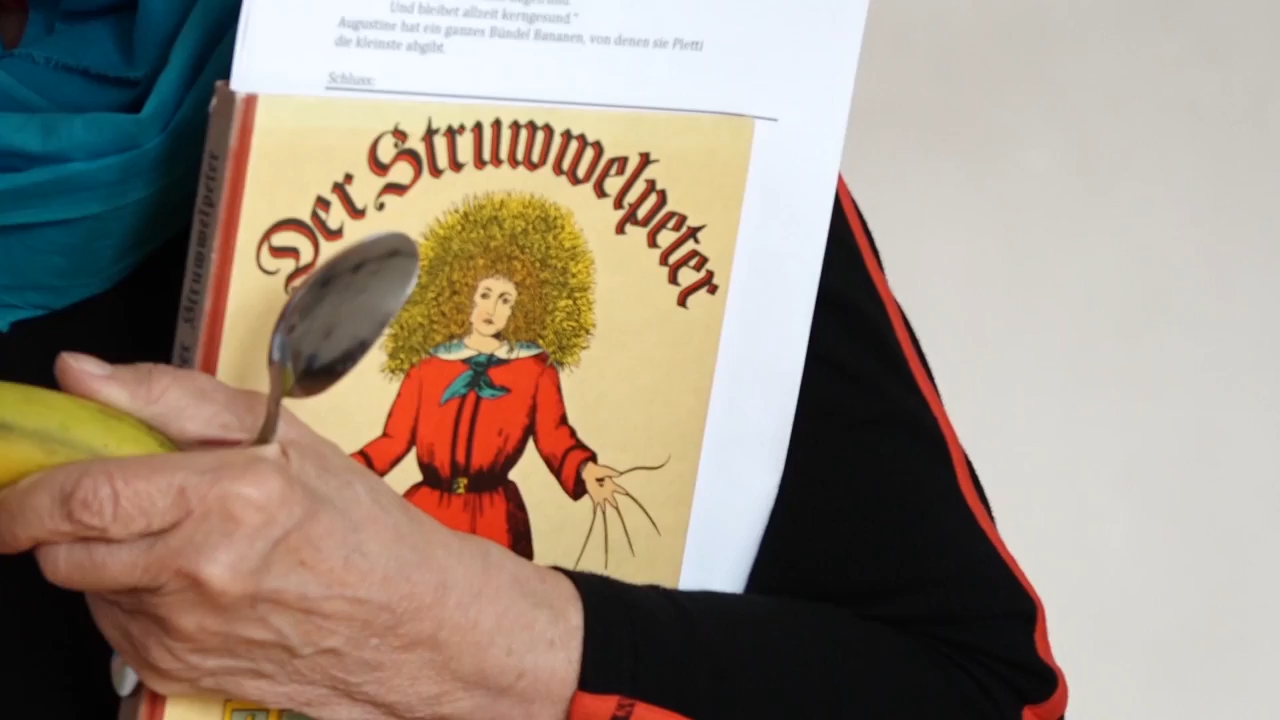 Und bleibet allzeit kerngesund."
Augustine hat ein ganzes Bündel Bananen, von denen sie Pietti
die kleinste abgibt.
Schluss:
Der Struwwelpeter
Struwwelpeter